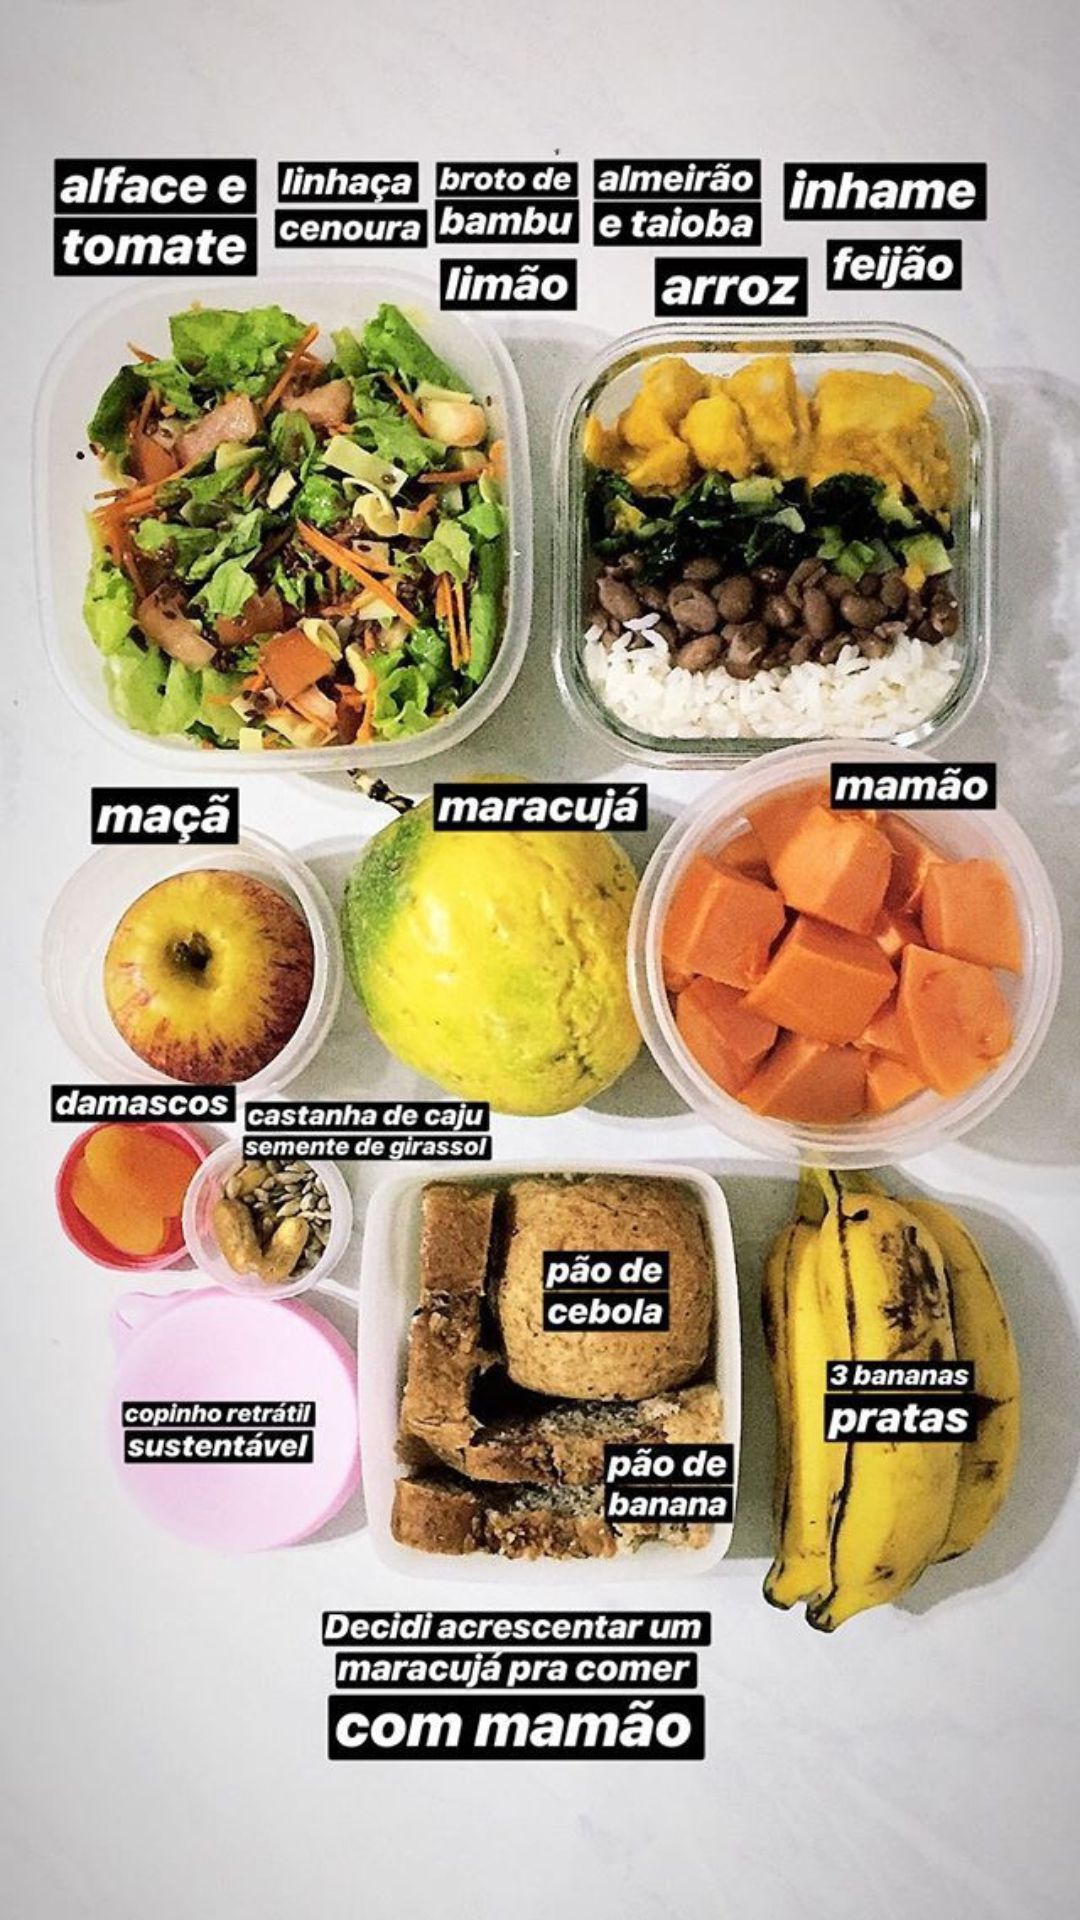 alface e
tomate
linhaça
cenoura
broto de
bambu
limão
almeirão
e taioba
arroz
inhame
feijão
maçã
maracujá
mamão
damascos
castanha de caju
semente de girassol
pão de
cebola
copinho retrátil
sustentável
pão de
banana
3 bananas
pratas
Decidi acrescentar um
maracujá pra comer
com mamão